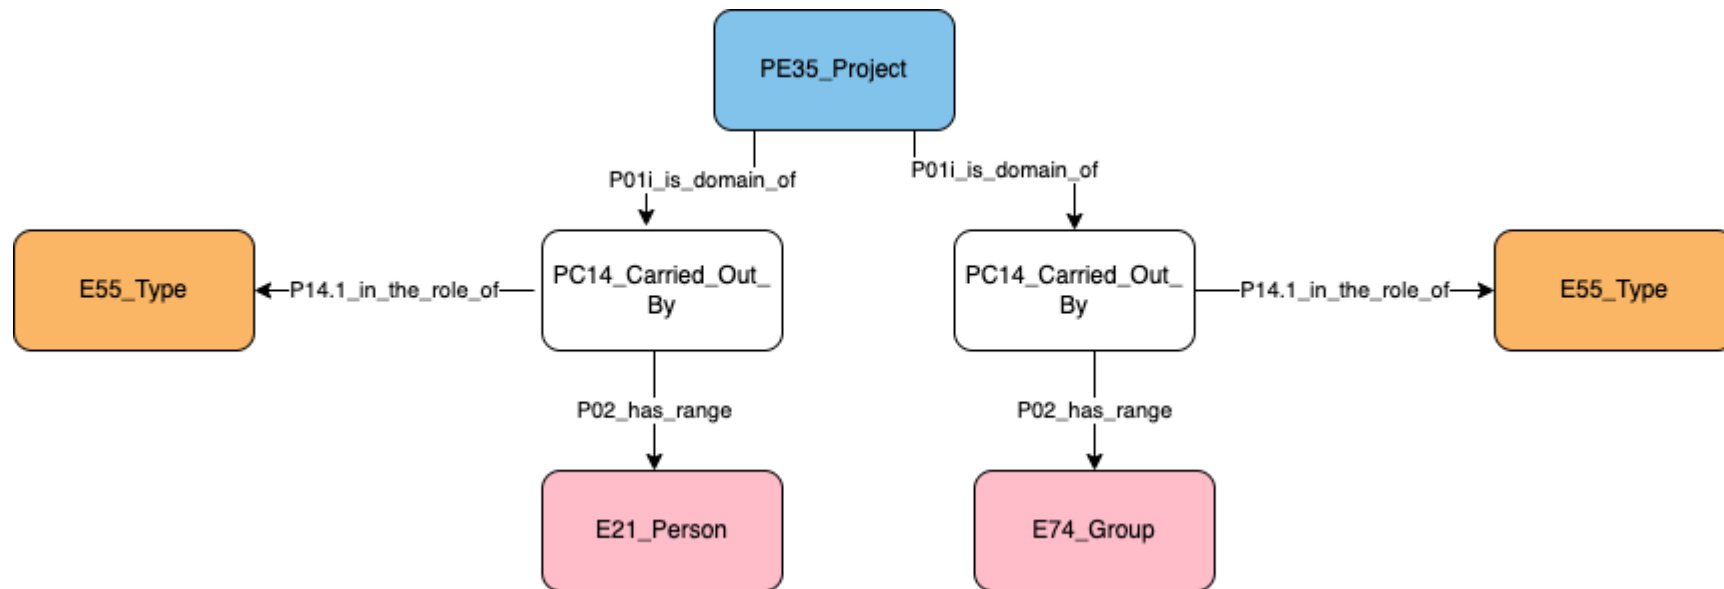 PE35_Project
P01i_is_domain_of
P01i_is_domain_of
E55_Type
P14.1_in_the_role_of
PC14_Carried_Out_
By
PC14_Carried_Out_
By
P14.1_in_the_role_of
E55_Type
P02_has_range
P02_has_range
E21_Person
E74_Group